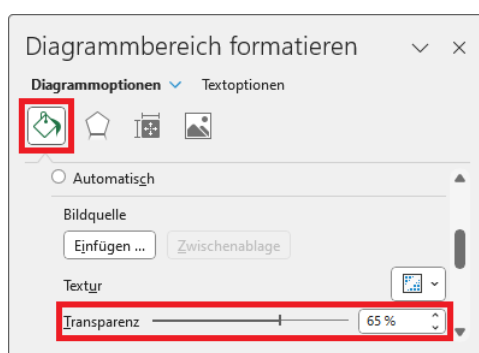 Diagrammbereich formatieren
Diagrammoptionen Textoptionen
Automatisch
Bildquelle
Einfügen ... Zwischenablage
Textur
Transparenz 65 %